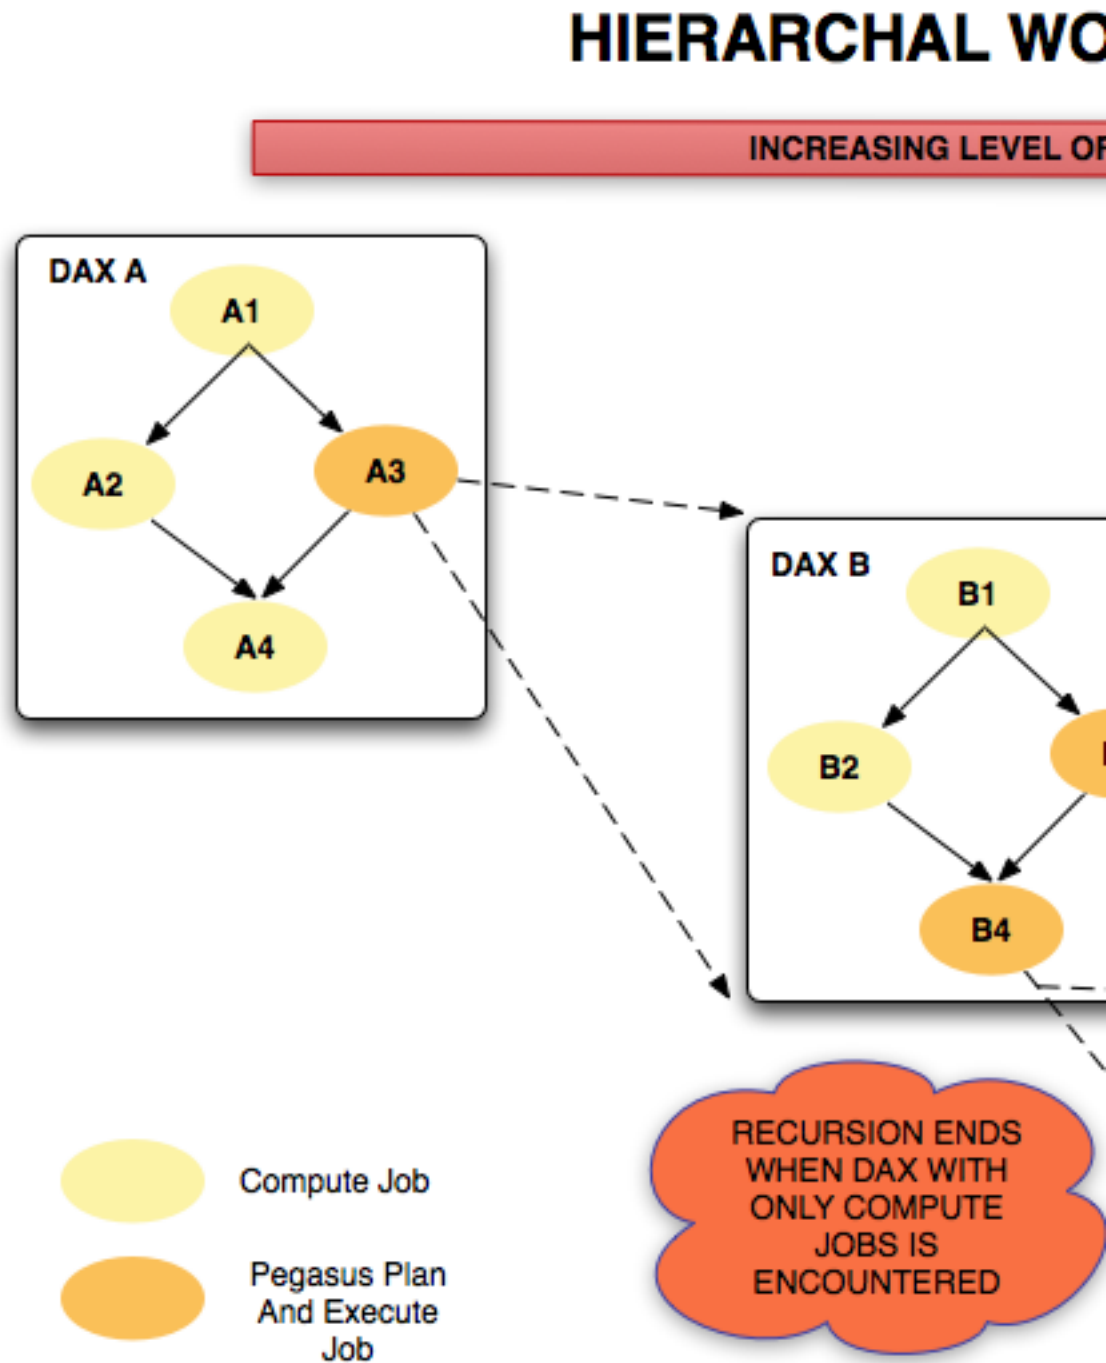 HIERARCHAL WO
INCREASING LEVEL OF
DAX A
A1
A2
A3
A4
DAX B
B1
B2
B4
RECURSION ENDS
WHEN DAX WITH
ONLY COMPUTE
JOBS IS
ENCOUNTERED
Compute Job
Pegasus Plan
And Execute
Job